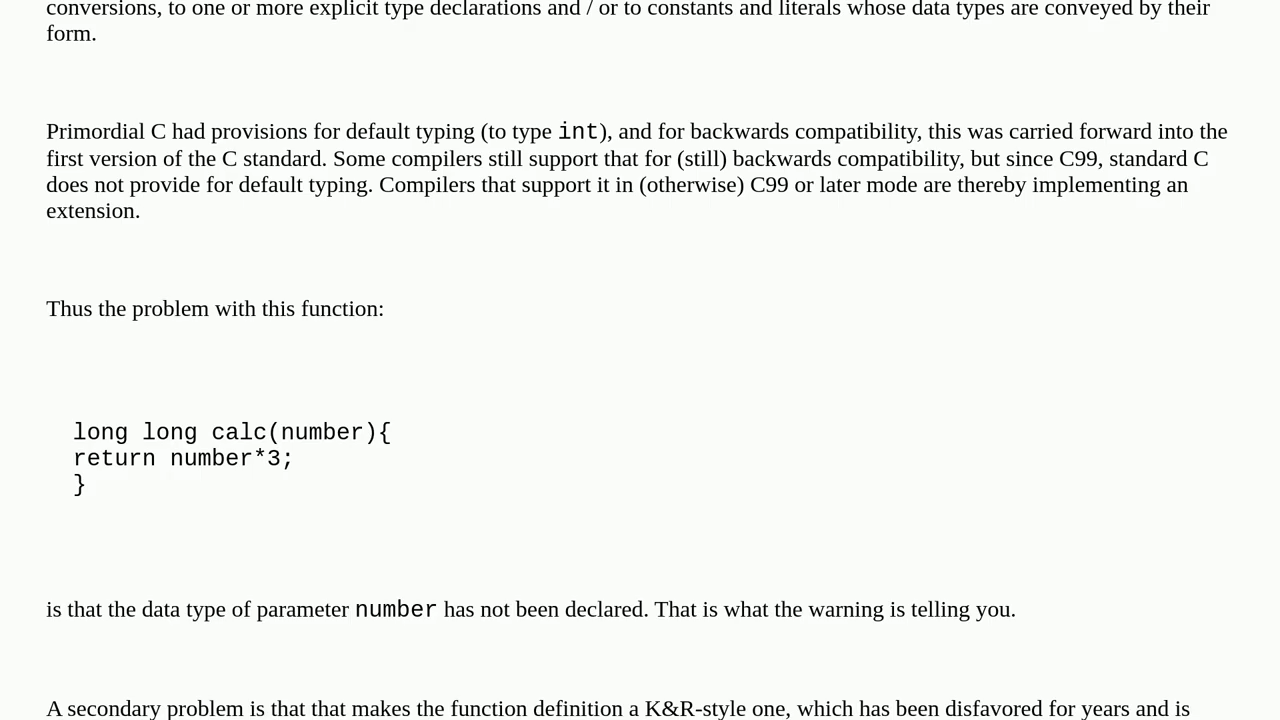 conversions, to one or more explicit type declarations and / or to constants and literals whose data types are conveyed by their
form.
Primordial C had provisions for default typing (to type int), and for backwards compatibility, this was carried forward into the
first version of the C standard. Some compilers still support that for (still) backwards compatibility, but since C99, standard C
does not provide for default typing. Compilers that support it in (otherwise) C99 or later mode are thereby implementing an
extension.
Thus the problem with this function:
long long calc(number){
return number*3;
}
is that the data type of parameter number has not been declared. That is what the warning is telling you.
A secondary problem is that that makes the function definition a K&R-style one, which has been disfavored for years and is